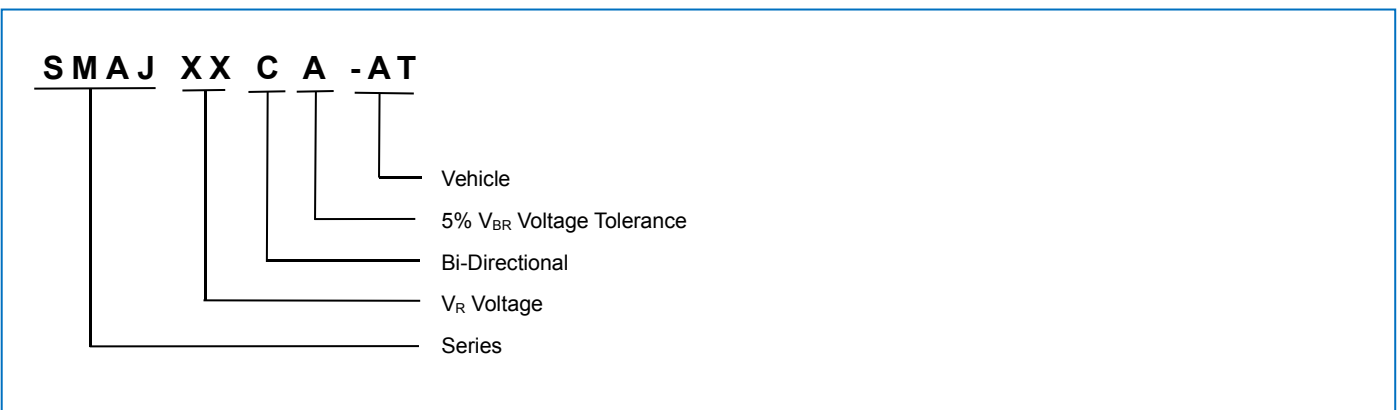 SMAJ XX C A -AT
Vehicle
5% VBR Voltage Tolerance
Bi-Directional
VR Voltage
Series